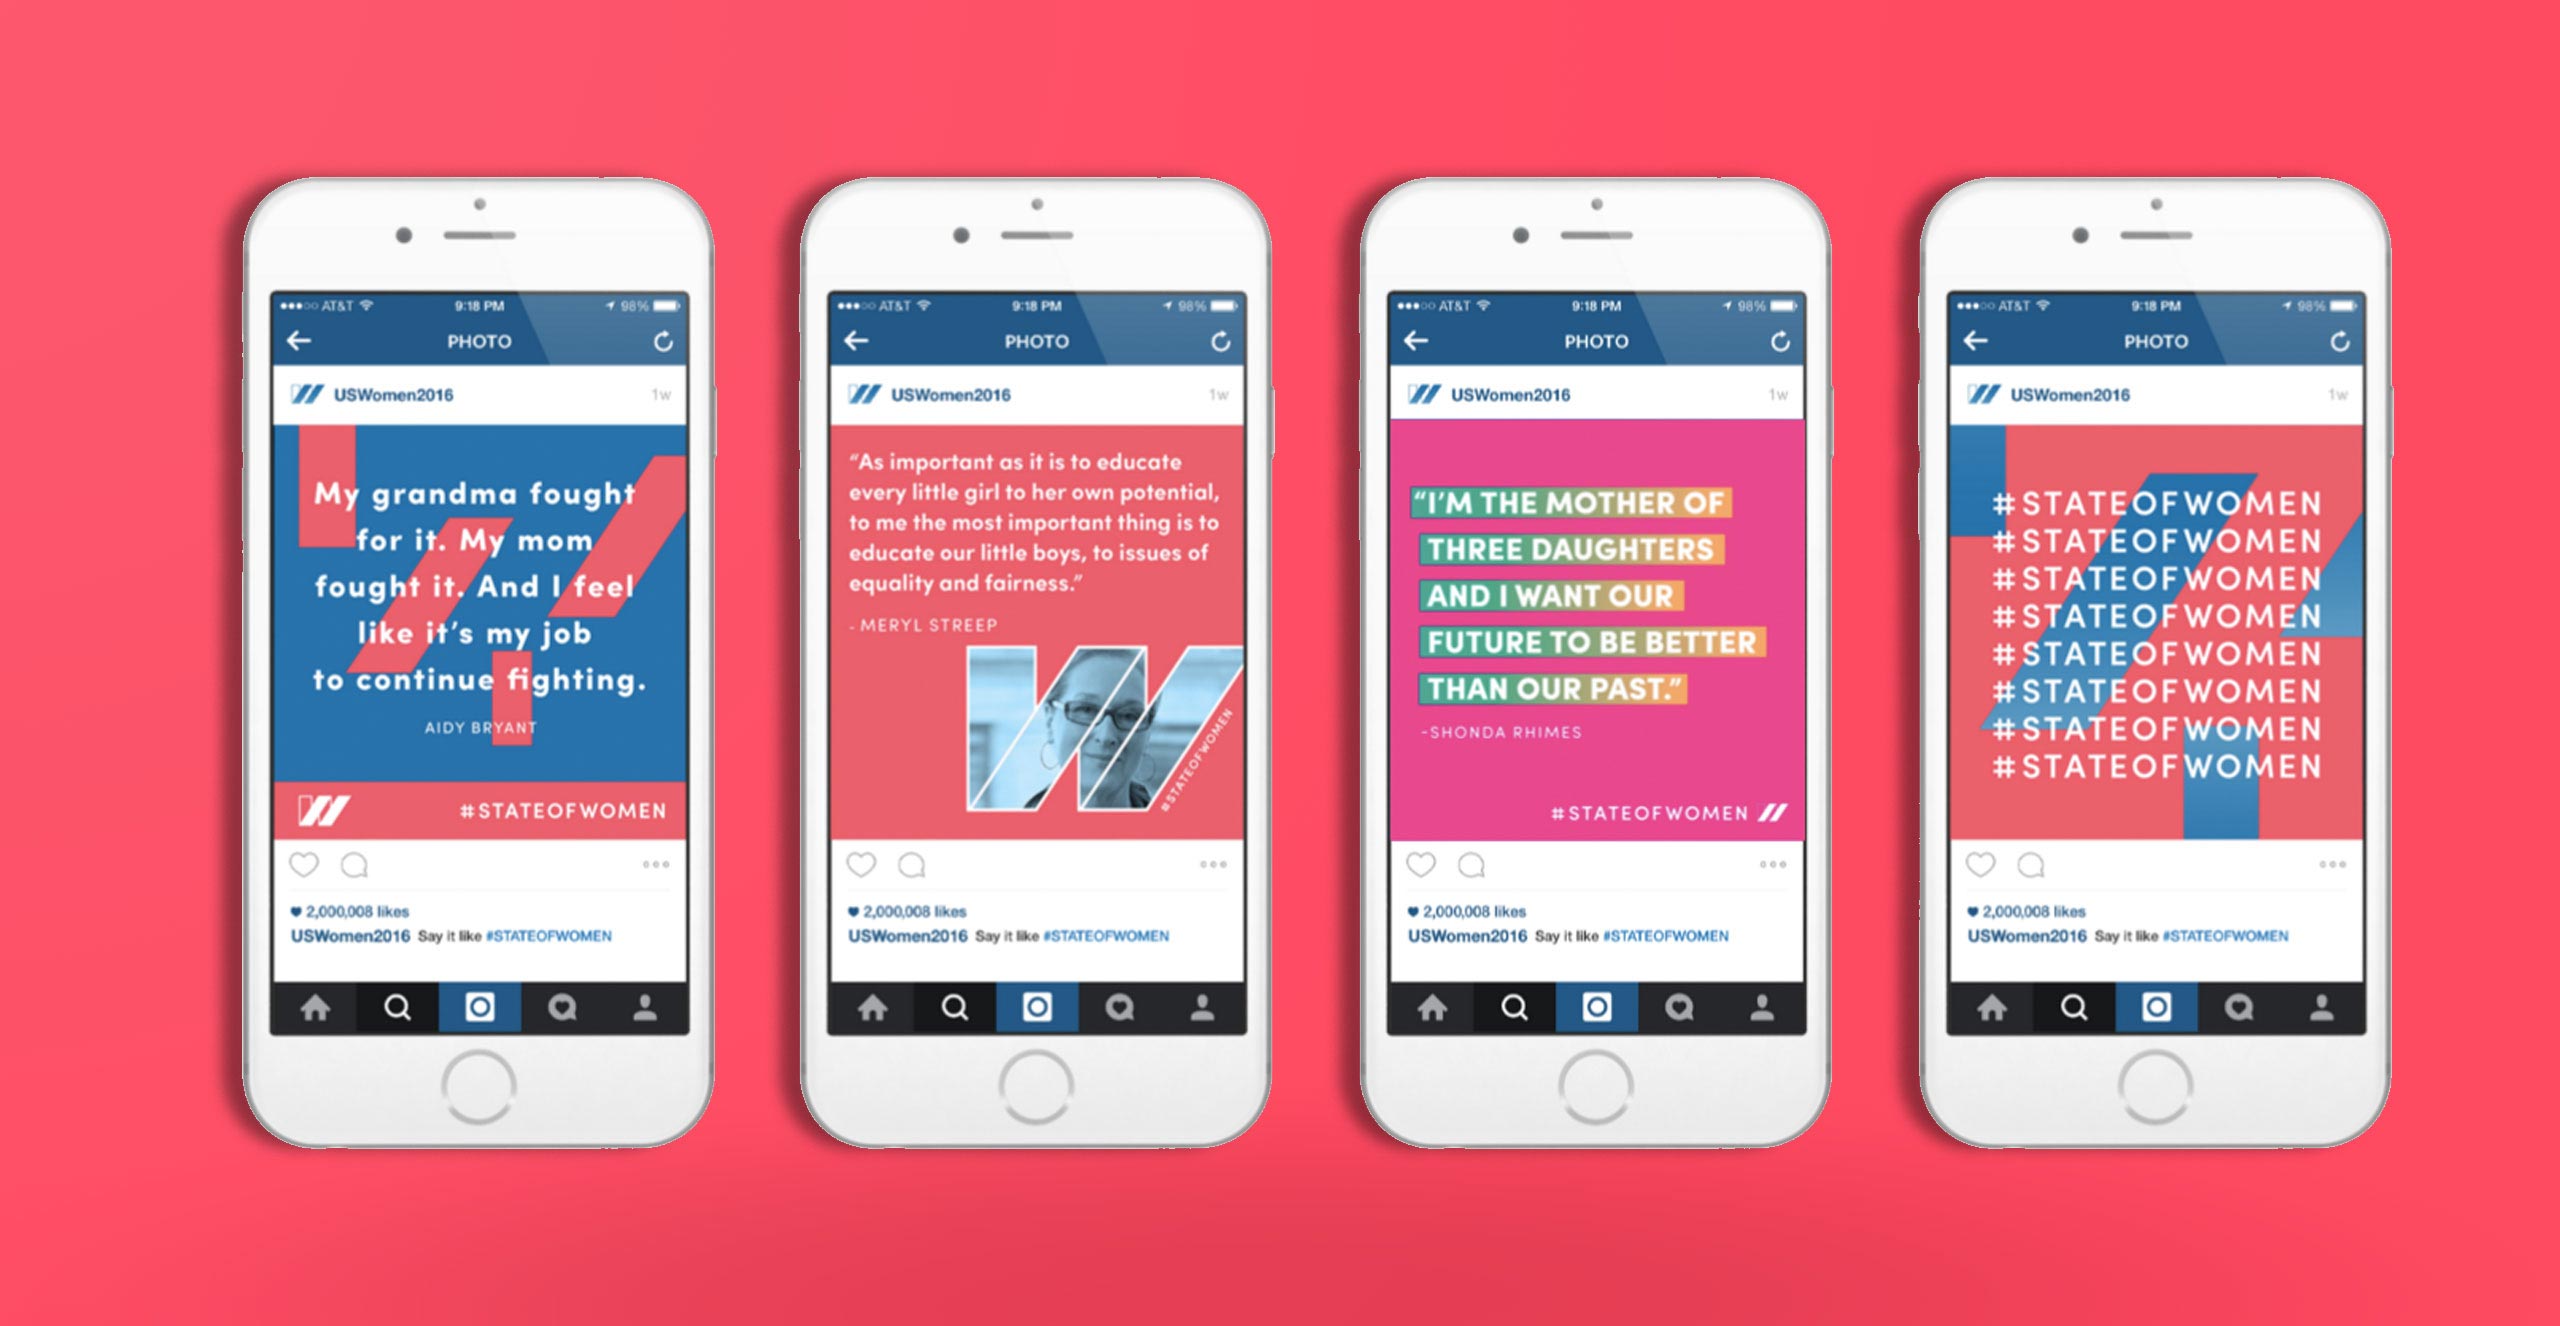 AT&T 9:18 PM 98%
PHOTO
USWomen2016 1w
My grandma fought
for it. My mom
fought it. And I feel
like it's my job
to continue fighting.
AIDY BRYANT
#STATEOFWOMEN
2,000,008 likes
USWomen2016 Say it like #STATEOFWOMEN
AT&T 9:18 PM 98%
PHOTO
USWomen2016 1w
“As important as it is to educate
every little girl to her own potential,
to me the most important thing is to
educate our little boys, to issues of
equality and fairness.”
- MERYL STREEP
#STATEOFWOMEN
2,000,008 likes
USWomen2016 Say it like #STATEOFWOMEN
AT&T 9:18 PM 98%
PHOTO
USWomen2016 1w
“I'M THE MOTHER OF
THREE DAUGHTERS
AND I WANT OUR
FUTURE TO BE BETTER
THAN OUR PAST.”
-SHONDA RHIMES
#STATEOFWOMEN
2,000,008 likes
USWomen2016 Say it like #STATEOFWOMEN
AT&T 9:18 PM 98%
PHOTO
USWomen2016 1w
#STATEOFWOMEN
#STATEOFWOMEN
#STATEOFWOMEN
#STATEOFWOMEN
#STATEOFWOMEN
#STATEOFWOMEN
#STATEOFWOMEN
#STATEOFWOMEN
2,000,008 likes
USWomen2016 Say it like #STATEOFWOMEN